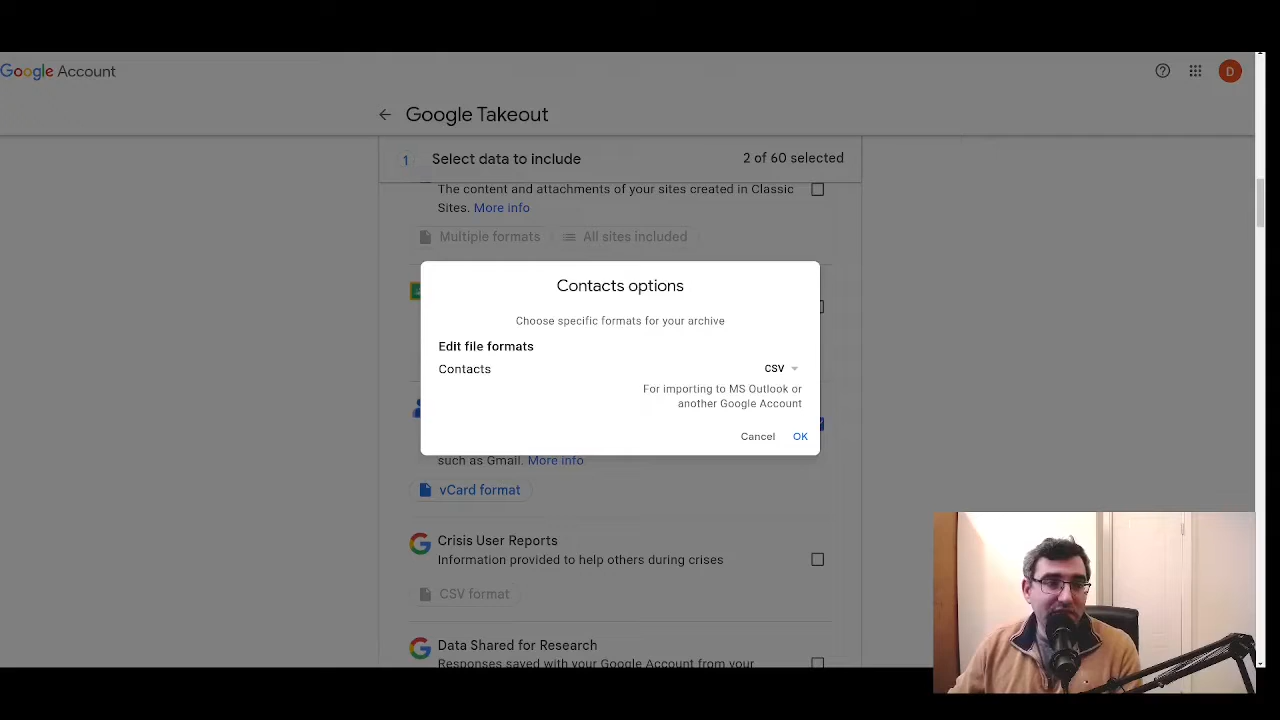 Google Account
D
Google Takeout
1 Select data to include 2 of 60 selected
The content and attachments of your sites created in Classic
Sites. More info
Multiple formats All sites included
Contacts options
Choose specific formats for your archive
Edit file formats
Contacts CSV
For importing to MS Outlook or
another Google Account
Cancel OK
such as Gmail. More info
vCard format
Crisis User Reports
Information provided to help others during crises
CSV format
Data Shared for Research
Responses saved with your Google Account from your